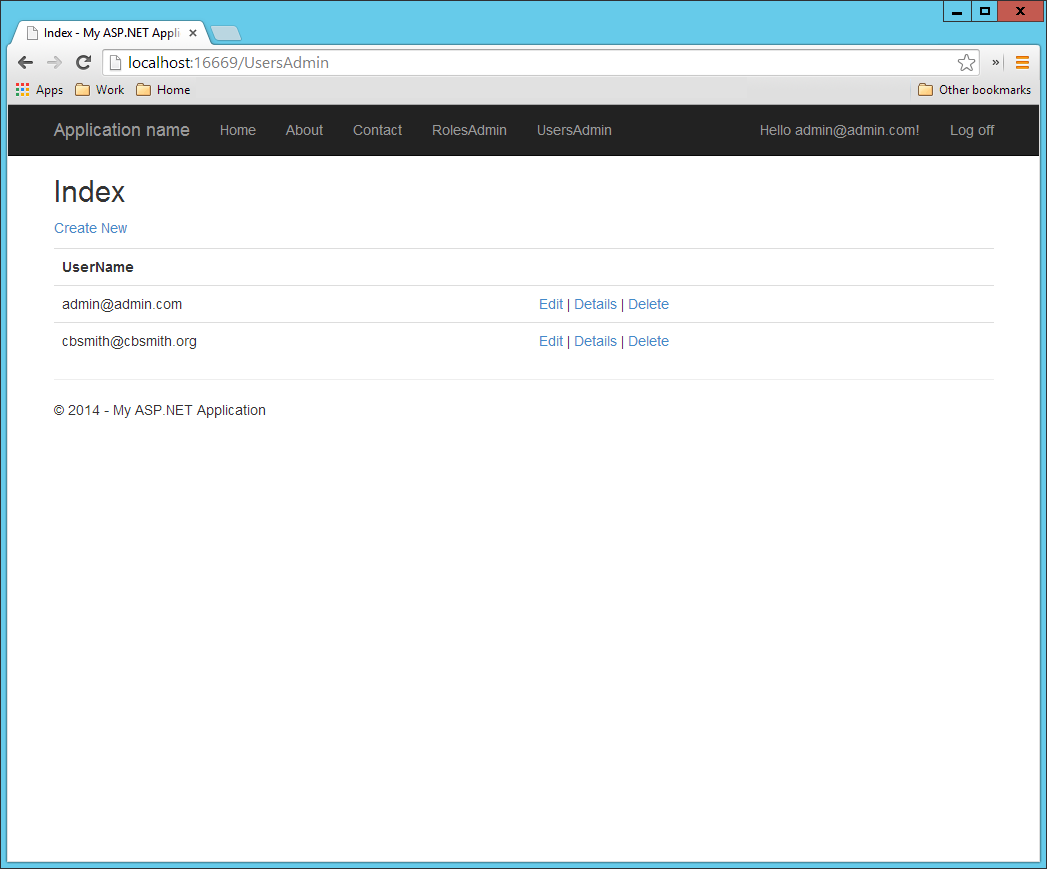 Index - My ASP.NET Appli
localhost:16669/UsersAdmin
Apps Work Home Other bookmarks
Application name Home About Contact RolesAdmin UsersAdmin Hello admin@admin.com! Log off
Index
Create New
UserName
admin@admin.com Edit | Details | Delete
cbsmith@cbsmith.org Edit | Details | Delete
© 2014 - My ASP.NET Application